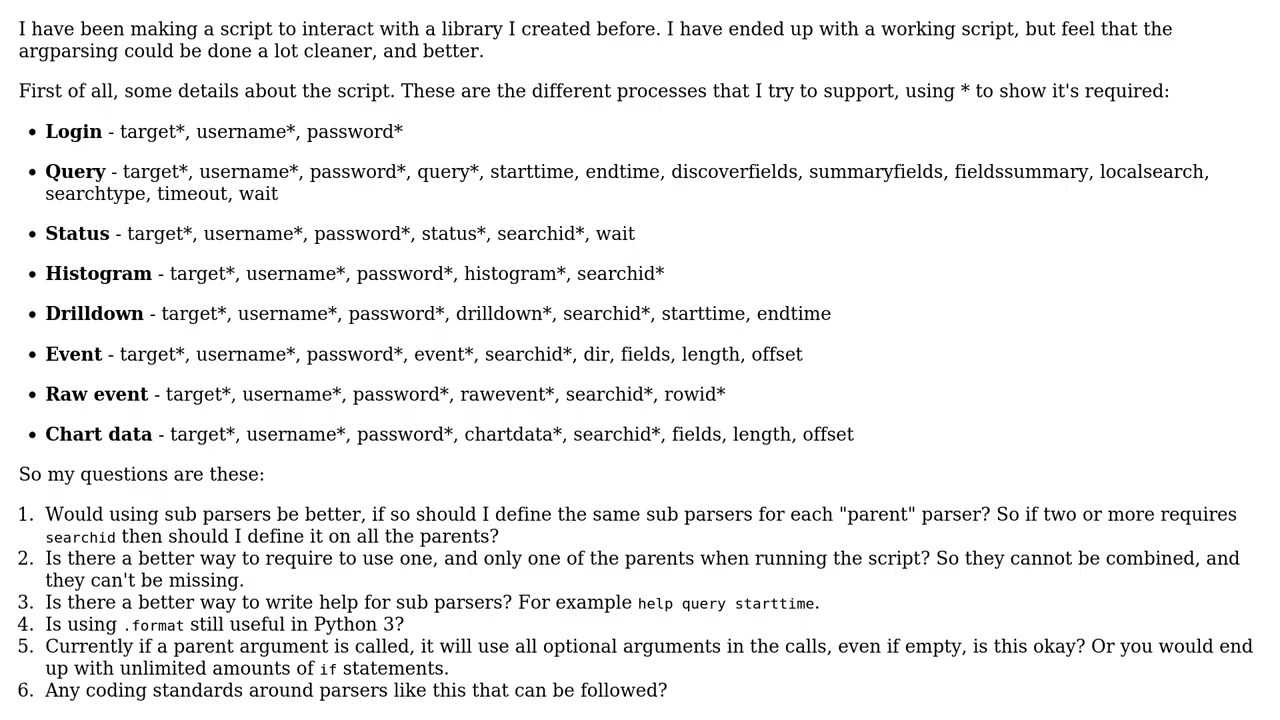 I have been making a script to interact with a library I created before. I have ended up with a working script, but feel that the
argparsing could be done a lot cleaner, and better.
First of all, some details about the script. These are the different processes that I try to support, using * to show it's required:
• Login - target*, username*, password*
• Query - target*, username*, password*, query*, starttime, endtime, discoverfields, summaryfields, fieldssummary, localsearch,
searchtype, timeout, wait
• Status - target*, username*, password*, status*, searchid*, wait
• Histogram - target*, username*, password*, histogram*, searchid*
• Drilldown - target*, username*, password*, drilldown*, searchid*, starttime, endtime
• Event - target*, username*, password*, event*, searchid*, dir, fields, length, offset
• Raw event - target*, username*, password*, rawevent*, searchid*, rowid*
• Chart data - target*, username*, password*, chartdata*, searchid*, fields, length, offset
So my questions are these:
1. Would using sub parsers be better, if so should I define the same sub parsers for each "parent" parser? So if two or more requires
searchid then should I define it on all the parents?
2. Is there a better way to require to use one, and only one of the parents when running the script? So they cannot be combined, and
they can't be missing.
3. Is there a better way to write help for sub parsers? For example help query starttime.
4. Is using .format still useful in Python 3?
5. Currently if a parent argument is called, it will use all optional arguments in the calls, even if empty, is this okay? Or you would end
up with unlimited amounts of if statements.
6. Any coding standards around parsers like this that can be followed?